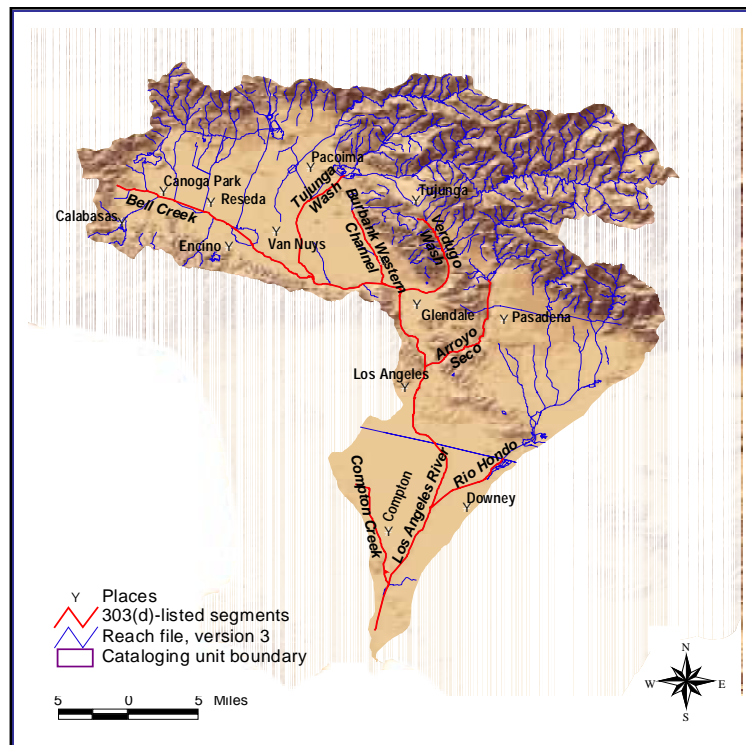 Pacoima
Tujunga
Wash
Tujunga
Canoga Park
Reseda
Bell Creek
Calabasas
Encino
Van Nuys
Burbank Western
Channel
Verdugo
Wash
Glendale
Pasadena
Arroyo
Seco
Los Angeles
Compton Creek
Compton
Los Angeles River
Rio Hondo
Downey
Y Places
303(d)-listed segments
Reach file, version 3
Cataloging unit boundary
5 0 5 Miles
N
W E
S